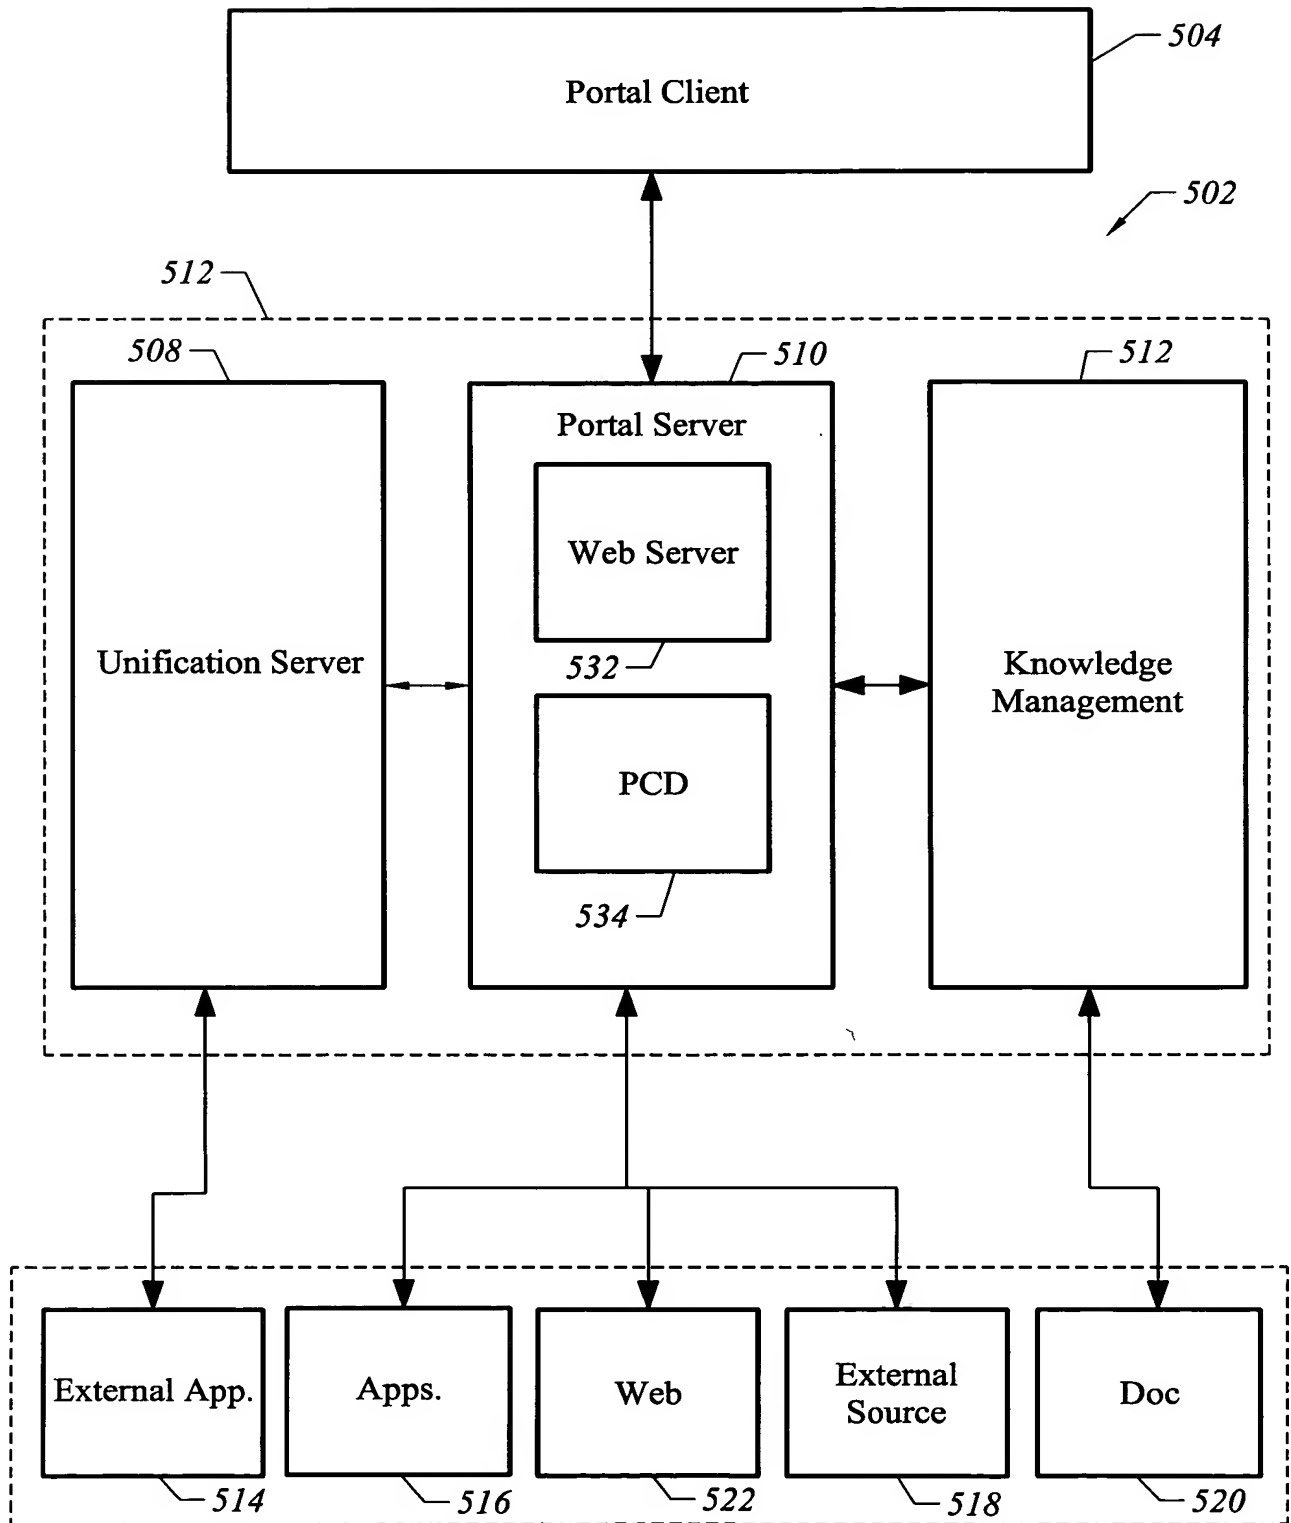 504
Portal Client
502
512
508
510
512
Portal Server
Web Server
532
Unification Server
Knowledge
Management
PCD
534
External App.
Apps.
Web
External
Source
Doc
514
516
522
518
520